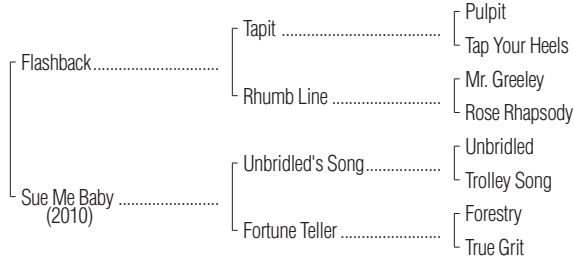 Pulpit
Tapit
Tap Your Heels
Flashback
Mr. Greeley
Rhumb Line
Rose Rhapsody
Unbridled
Unbridled's Song
Trolley Song
Sue Me Baby
(2010)
Forestry
Fortune Teller
True Grit